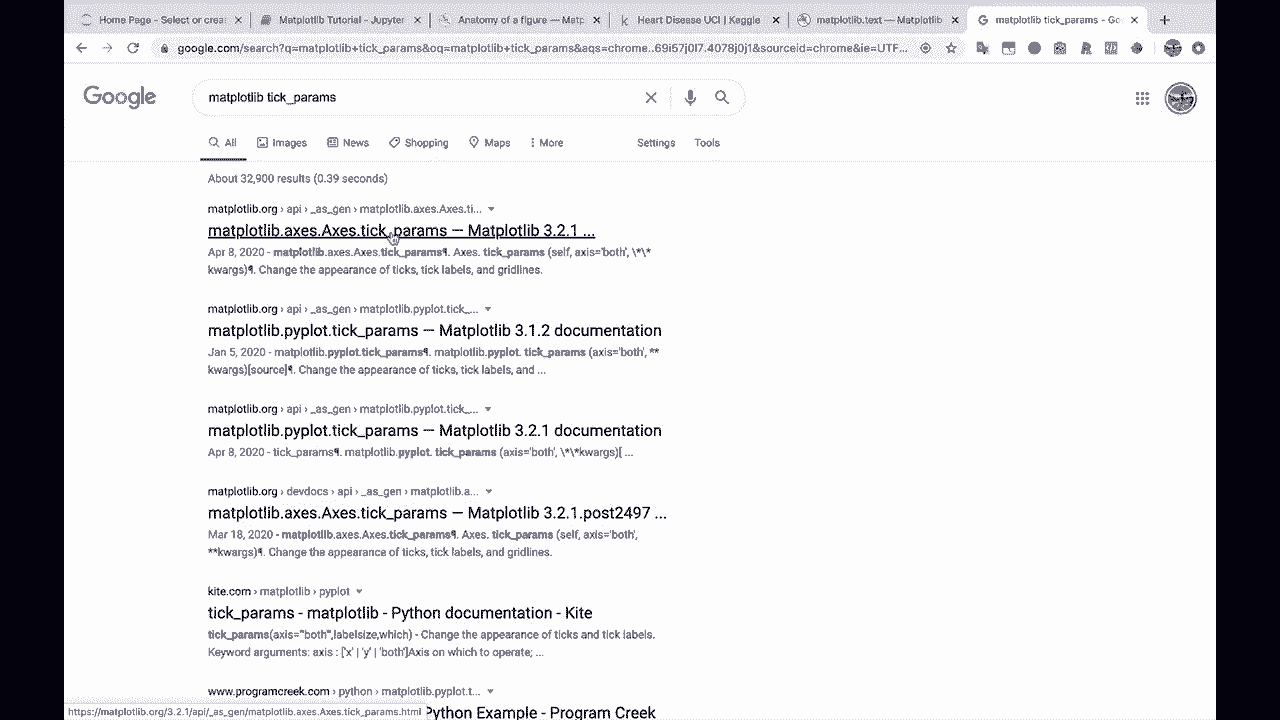 Home Page - Select or crea
Matplotlib Tutorial - Jupyter
Anatomy of a figure — Matp
Heart Disease UCI | Kaggle
matplotlib.text — Matplotlib
matplotlib tick_params - Go
google.com/search?q=matplotlib+tick_params&oq=matplotlib+tick_params&aqs=chrome..69i57j0l7.4078j0j1&sourceid=chrome&ie=UTF...
Google
matplotlib tick_params
All
Images
News
Shopping
Maps
More
Settings
Tools
About 32,900 results (0.39 seconds)
matplotlib.org › api › _as_gen › matplotlib.axes.Axes.ti...
matplotlib.axes.Axes.tick_params — Matplotlib 3.2.1 ...
Apr 8, 2020 - matplotlib.axes.Axes.tick_params¶. Axes. tick_params (self, axis='both', \*\*
kwargs)¶. Change the appearance of ticks, tick labels, and gridlines.
matplotlib.org › api › _as_gen › matplotlib.pyplot.tick_...
matplotlib.pyplot.tick_params — Matplotlib 3.1.2 documentation
Jan 5, 2020 - matplotlib.pyplot.tick_params¶. matplotlib.pyplot. tick_params (axis='both', **
kwargs)[source]¶. Change the appearance of ticks, tick labels, and ...
matplotlib.org › api › _as_gen › matplotlib.pyplot.tick_...
matplotlib.pyplot.tick_params — Matplotlib 3.2.1 documentation
Apr 8, 2020 - tick_params¶. matplotlib.pyplot. tick_params (axis='both', \*\*kwargs)[ ...
matplotlib.org › devdocs › api › _as_gen › matplotlib.a...
matplotlib.axes.Axes.tick_params — Matplotlib 3.2.1.post2497 ...
Mar 18, 2020 - matplotlib.axes.Axes.tick_params¶. Axes. tick_params (self, axis='both',
**kwargs)¶. Change the appearance of ticks, tick labels, and gridlines.
kite.com › matplotlib › pyplot
tick_params - matplotlib - Python documentation - Kite
tick_params(axis="both",labelsize,which) - Change the appearance of ticks and tick labels.
Keyword arguments: axis : ['x' | 'y' | 'both']Axis on which to operate; ...
www.programcreek.com › python › matplotlib.pyplot.t...
Python Example - Program Creek
https://matplotlib.org/3.2.1/api/_as_gen/matplotlib.axes.Axes.tick_params.html